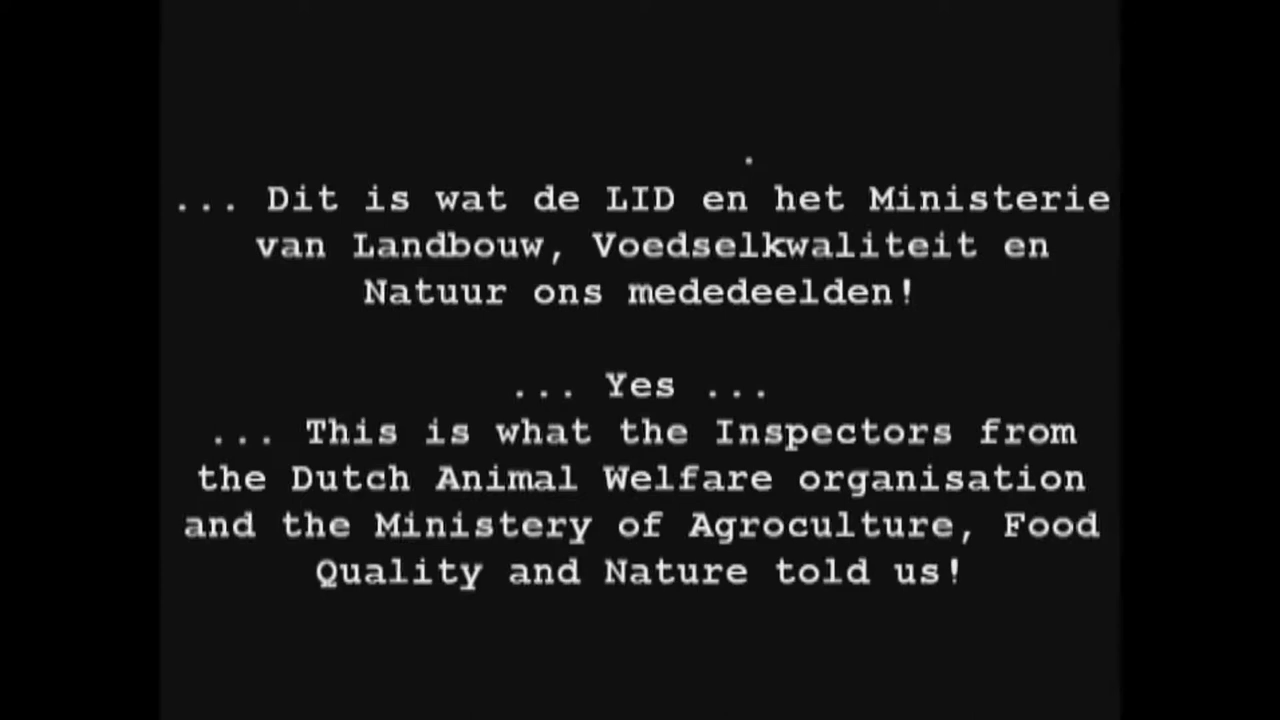 ... Dit is wat de LID en het Ministerie
van Landbouw, Voedselkwaliteit en
Natuur ons mededeelden!
... Yes ...
... This is what the Inspectors from
the Dutch Animal Welfare organisation
and the Ministery of Agroculture, Food
Quality and Nature told us!